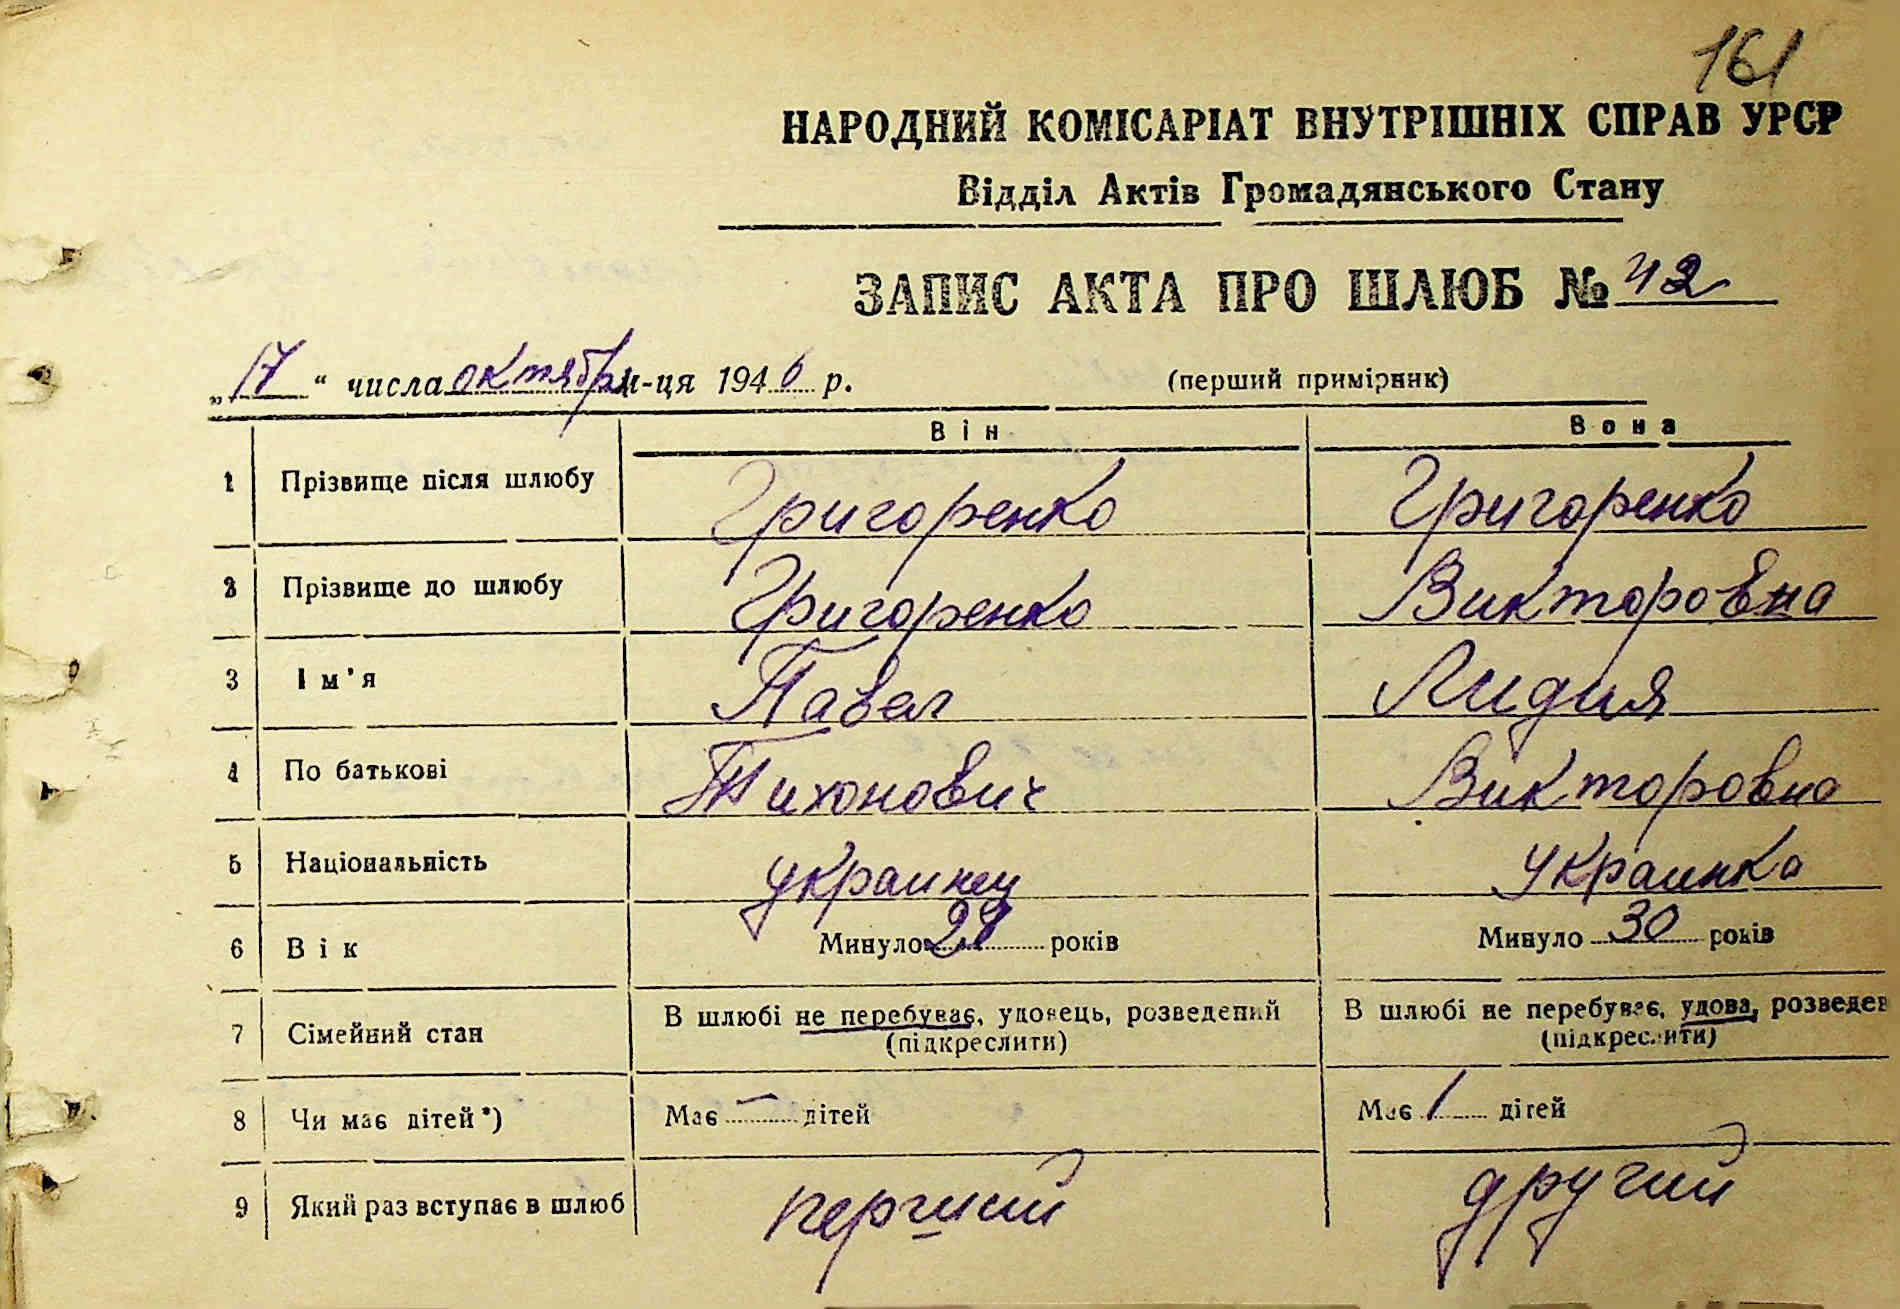 161
НАРОДНИЙ КОМІСАРІАТ ВНУТРІШНІХ СПРАВ УРСР
Відділ Актів Громадянського Стану
ЗАПИС АКТА ПРО ШЛЮБ № 42
„17“ числа октября м-ця 1946 р. (перший примірник)
Він Вона
1 Прізвище після шлюбу Григоренко Григоренко
2 Прізвище до шлюбу Григоренко Викторовна
3 Ім'я Павел Лидия
4 По батькові Тихонович Викторовна
5 Національність украинец украинка
6 Вік Минуло 28 років Минуло 30 років
7 Сімейний стан В шлюбі не перебуває, удовець, розведений В шлюбі не перебуває, удова, розведен
(підкреслити) (підкреслити)
8 Чи має дітей*) Має — дітей Має 1 дітей
9 Який раз вступає в шлюб перший другий